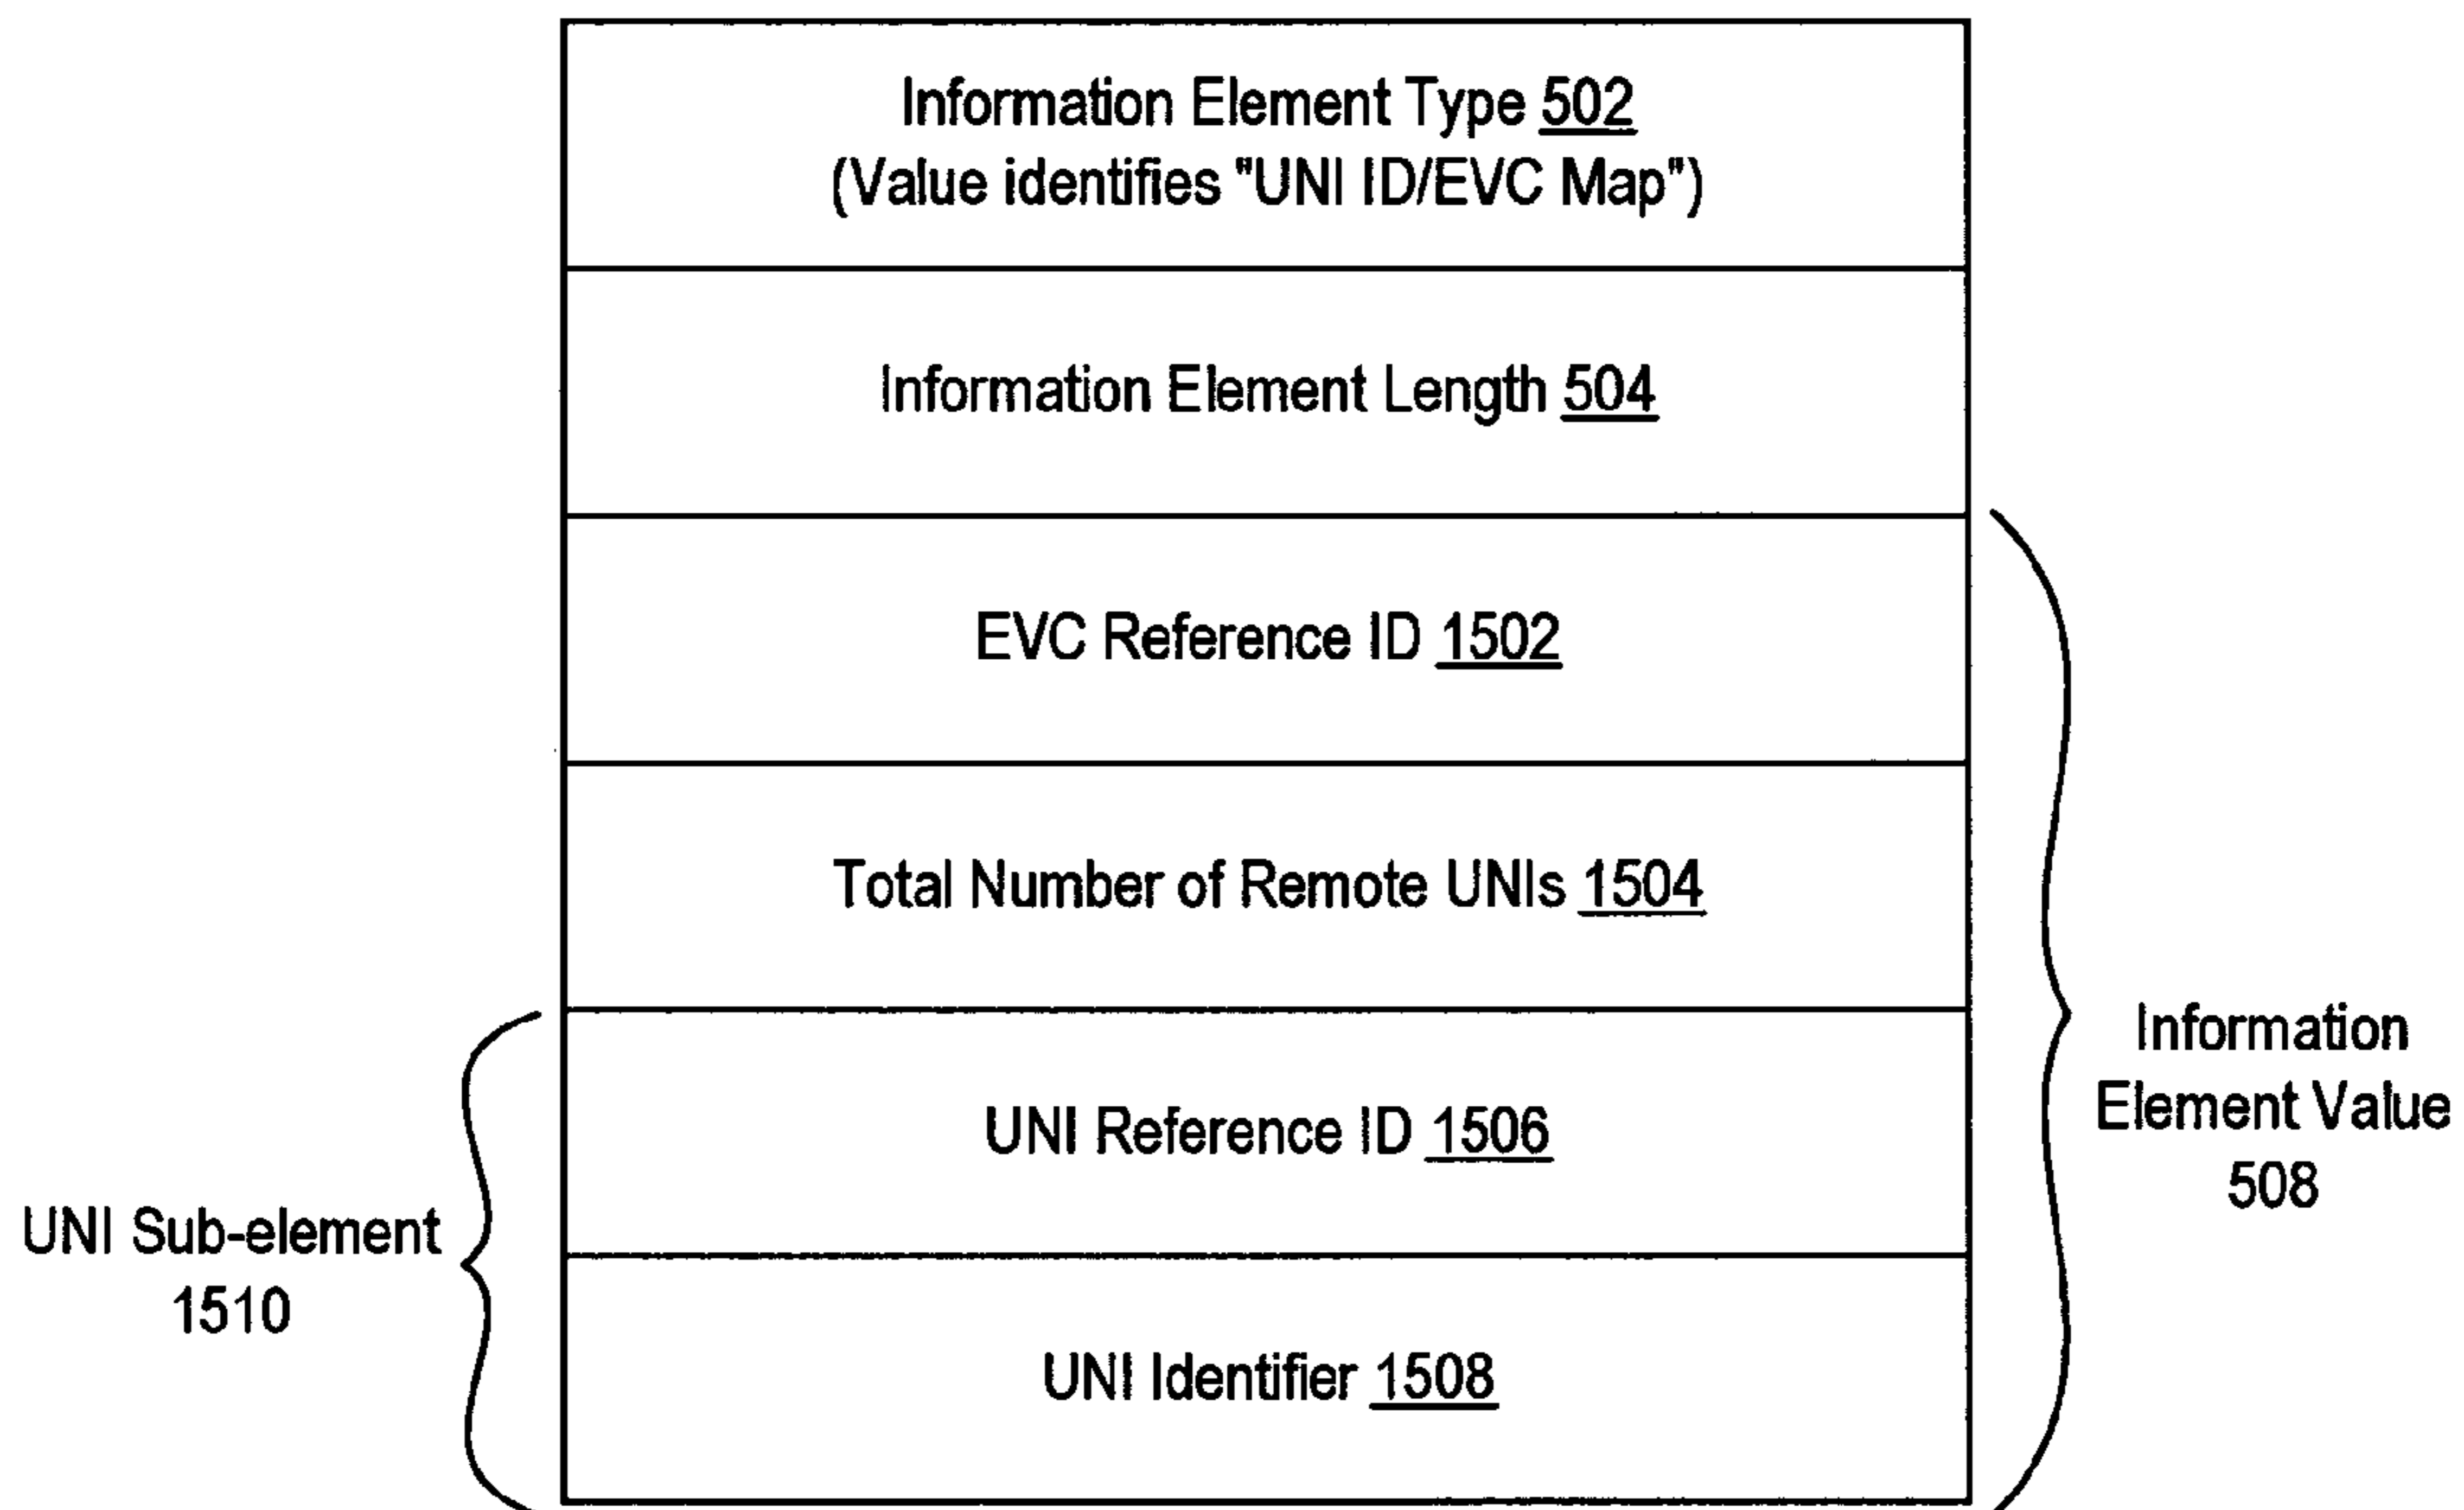 Information Element Type 502
(Value identifies "UNI ID/EVC Map")
Information Element Length 504
EVC Reference ID 1502
Total Number of Remote UNIs 1504
UNI Reference ID 1506
UNI Identifier 1508
UNI Sub-element
1510
Information
Element Value
508